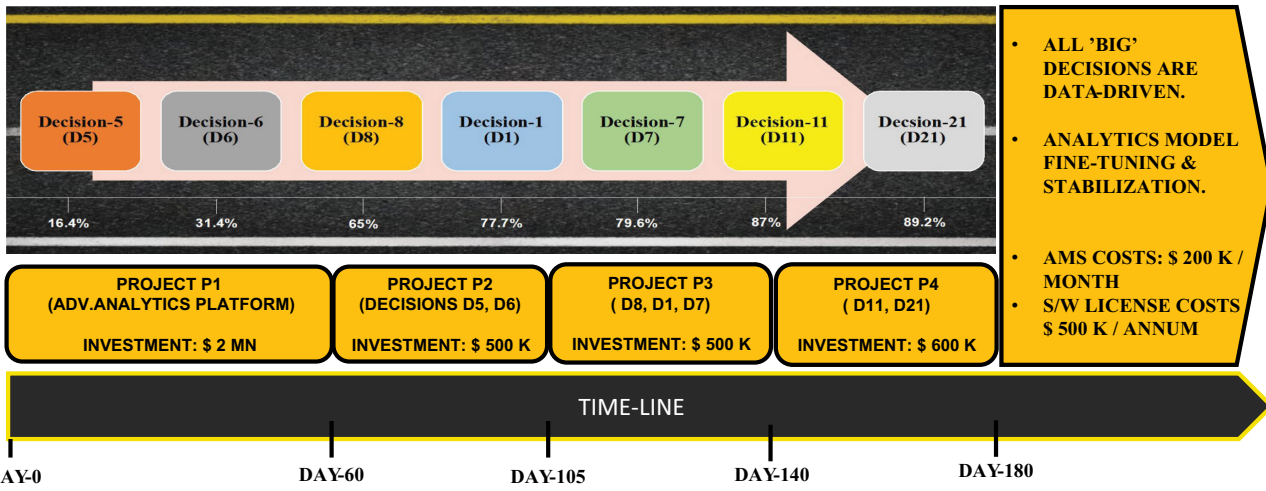 Decision-5
(D5)
Decision-6
(D6)
Decision-8
(D8)
Decision-1
(D1)
Decision-7
(D7)
Decision-11
(D11)
Decsion-21
(D21)
16.4%
31.4%
65%
77.7%
79.6%
87%
89.2%
• ALL ’BIG’
DECISIONS ARE
DATA-DRIVEN.
• ANALYTICS MODEL
FINE-TUNING &
STABILIZATION.
• AMS COSTS: $ 200 K /
MONTH
• S/W LICENSE COSTS
$ 500 K / ANNUM
PROJECT P1
(ADV.ANALYTICS PLATFORM)
INVESTMENT: $ 2 MN
PROJECT P2
(DECISIONS D5, D6)
INVESTMENT: $ 500 K
PROJECT P3
( D8, D1, D7)
INVESTMENT: $ 500 K
PROJECT P4
( D11, D21)
INVESTMENT: $ 600 K
TIME-LINE
AY-0
DAY-60
DAY-105
DAY-140
DAY-180